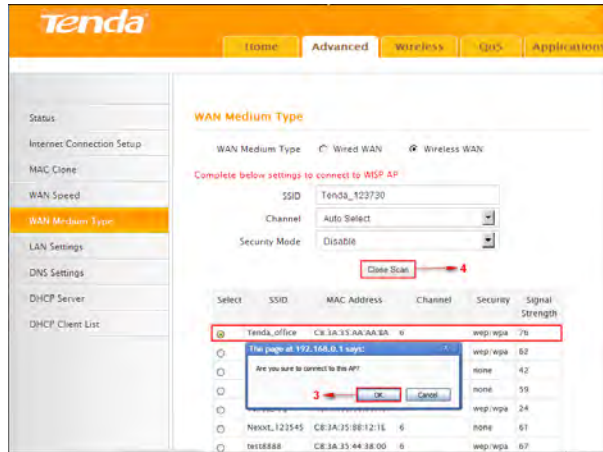 Tenda
Home Advanced Wireless QoS Applications
Status
Internet Connection Setup
MAC Clone
WAN Speed
WAN Medium Type
LAN Settings
DNS Settings
DHCP Server
DHCP Client List
WAN Medium Type
WAN Medium Type Wired WAN Wireless WAN
Complete below settings to connect to WISP AP
SSID Tenda_123730
Channel Auto Select
Security Mode Disable
Close Scan 4
Select SSID MAC Address Channel Security Signal Strength
Tenda_office C8:3A:35:AA:AA:8A 6 wep/wpa 76
The page at 192.168.0.1 says:
Are you sure to connect to this AP?
3 OK Cancel
wep/wpa 62
none 42
none 59
wep/wpa 24
Nexxt_123545 C8:3A:35:88:12:1E 6 none 61
test8888 C8:3A:35:44:38:00 6 wep/wpa 67